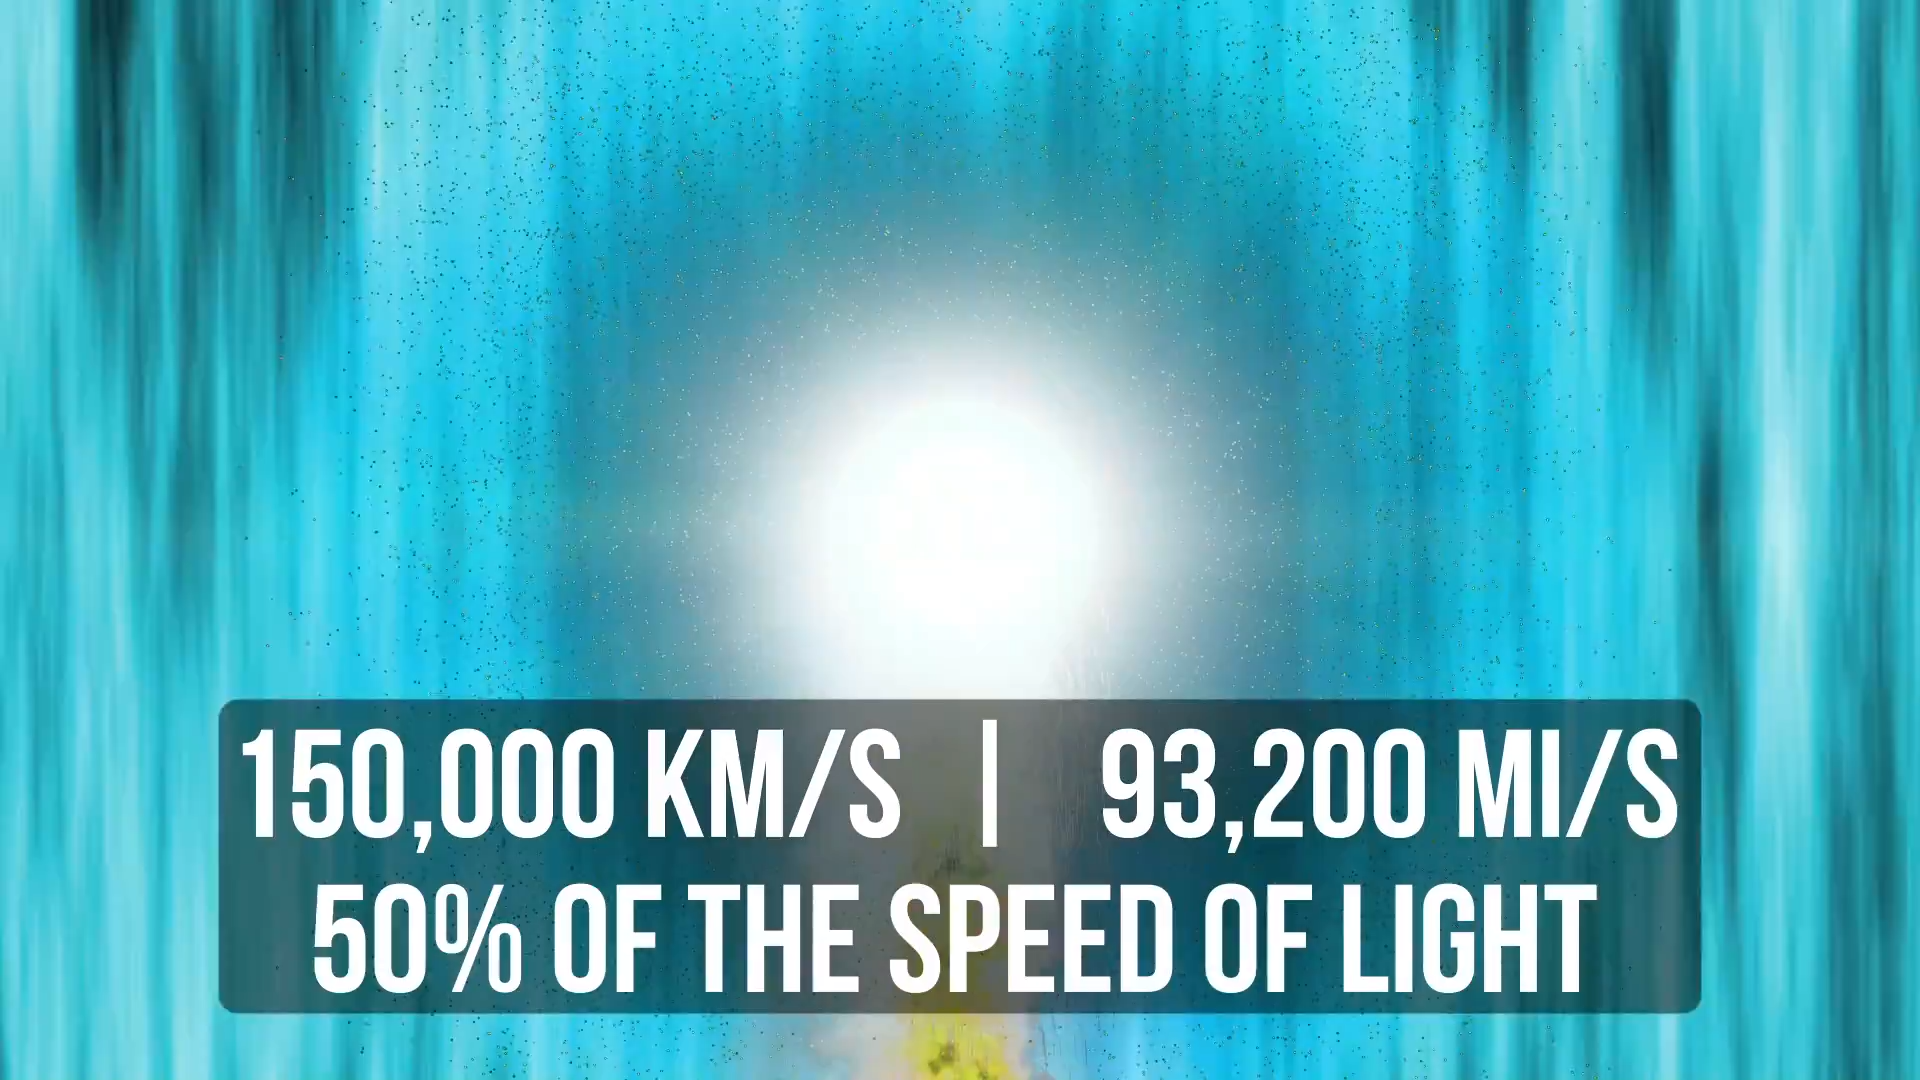 150,000 KM/S | 93,200 MI/S
50% OF THE SPEED OF LIGHT